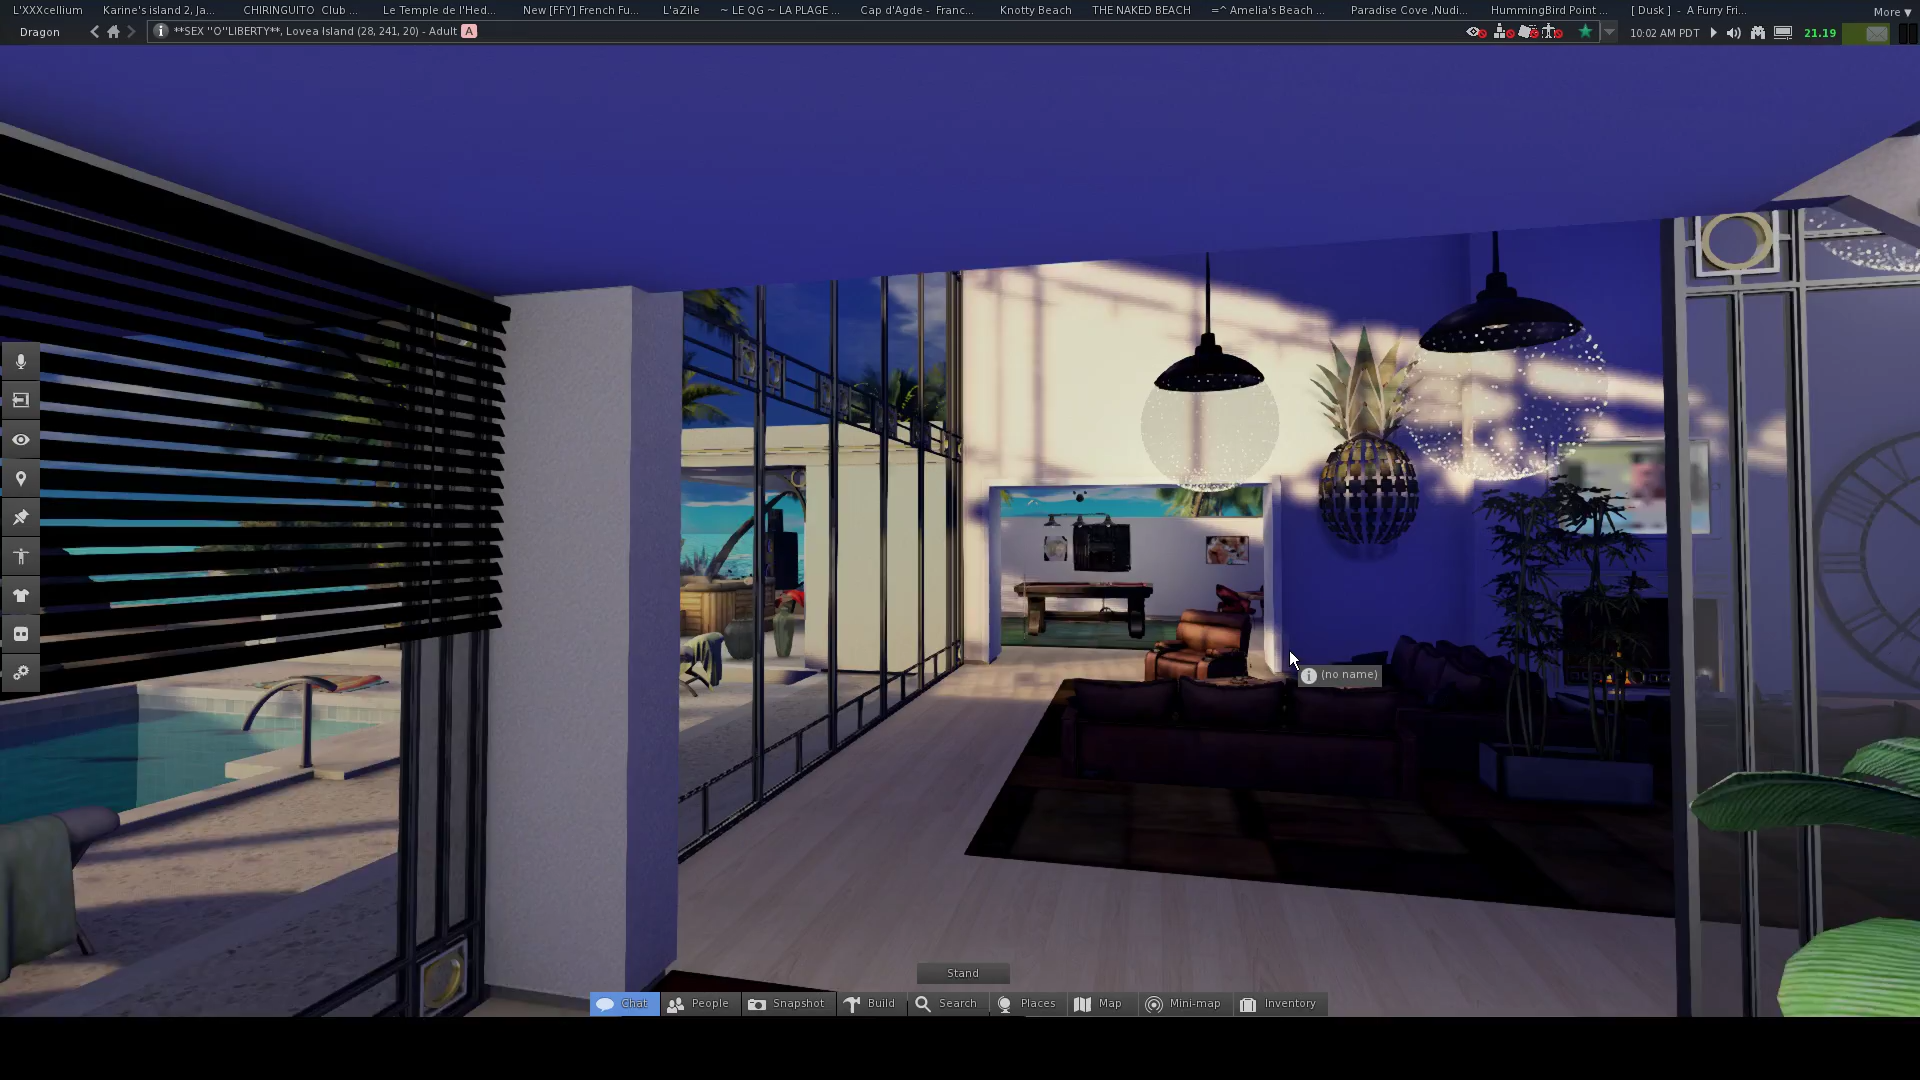 L'XXXcellium Karine's island 2, Ja... CHIRINGUITO Club ... Le Temple de l'Hed... New [FFY] French Fu... L'aZile ~ LE QG ~ LA PLAGE ... Cap d'Agde - Franc... Knotty Beach THE NAKED BEACH =^ Amelia's Beach ... Paradise Cove ,Nudi... HummingBird Point ... [ Dusk ] - A Furry Fri... More ▼
Dragon **SEX "O"LIBERTY**, Lovea Island (28, 241, 20) - Adult A 10:02 AM PDT 21.19
(no name)
Stand
Chat People Snapshot Build Search Places Map Mini-map Inventory